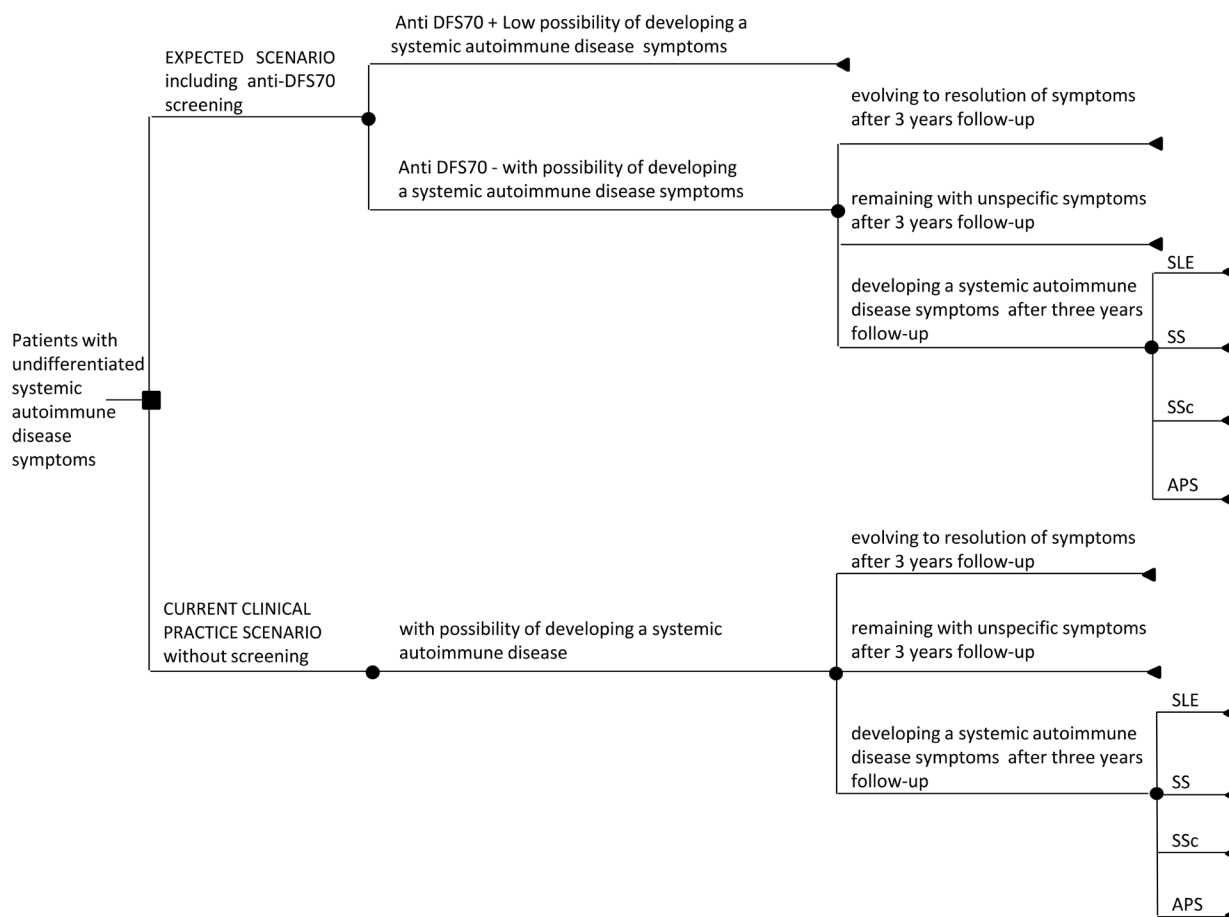 Anti DFS70 + Low possibility of developing a
systemic autoimmune disease symptoms
EXPECTED SCENARIO
including anti-DFS70
screening
evolving to resolution of symptoms
after 3 years follow-up
Anti DFS70 - with possibility of developing
a systemic autoimmune disease symptoms
remaining with unspecific symptoms
after 3 years follow-up
SLE
developing a systemic autoimmune
disease symptoms after three years
follow-up
SS
SSc
APS
Patients with
undifferentiated
systemic
autoimmune
disease
symptoms
evolving to resolution of symptoms
after 3 years follow-up
CURRENT CLINICAL
PRACTICE SCENARIO
without screening
with possibility of developing a systemic
autoimmune disease
remaining with unspecific symptoms
after 3 years follow-up
SLE
developing a systemic autoimmune
disease symptoms after three years
follow-up
SS
SSc
APS